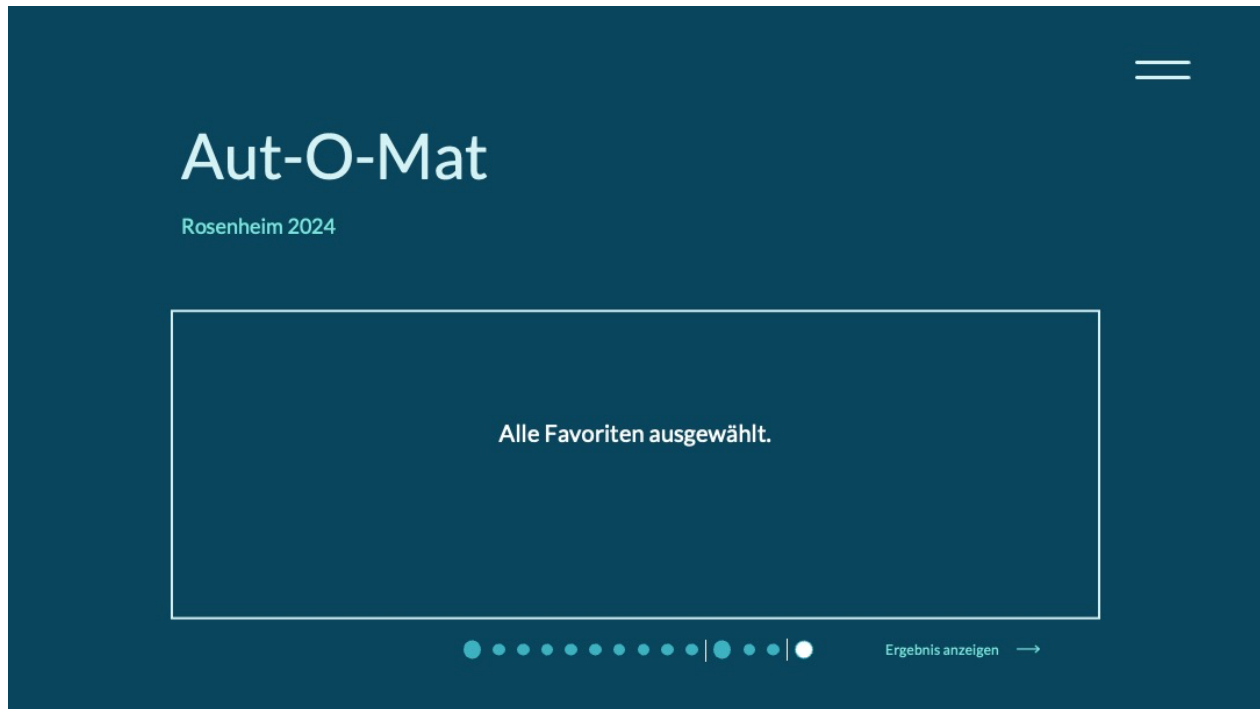 Aut-O-Mat
Rosenheim 2024
Alle Favoriten ausgewählt.
Ergebnis anzeigen